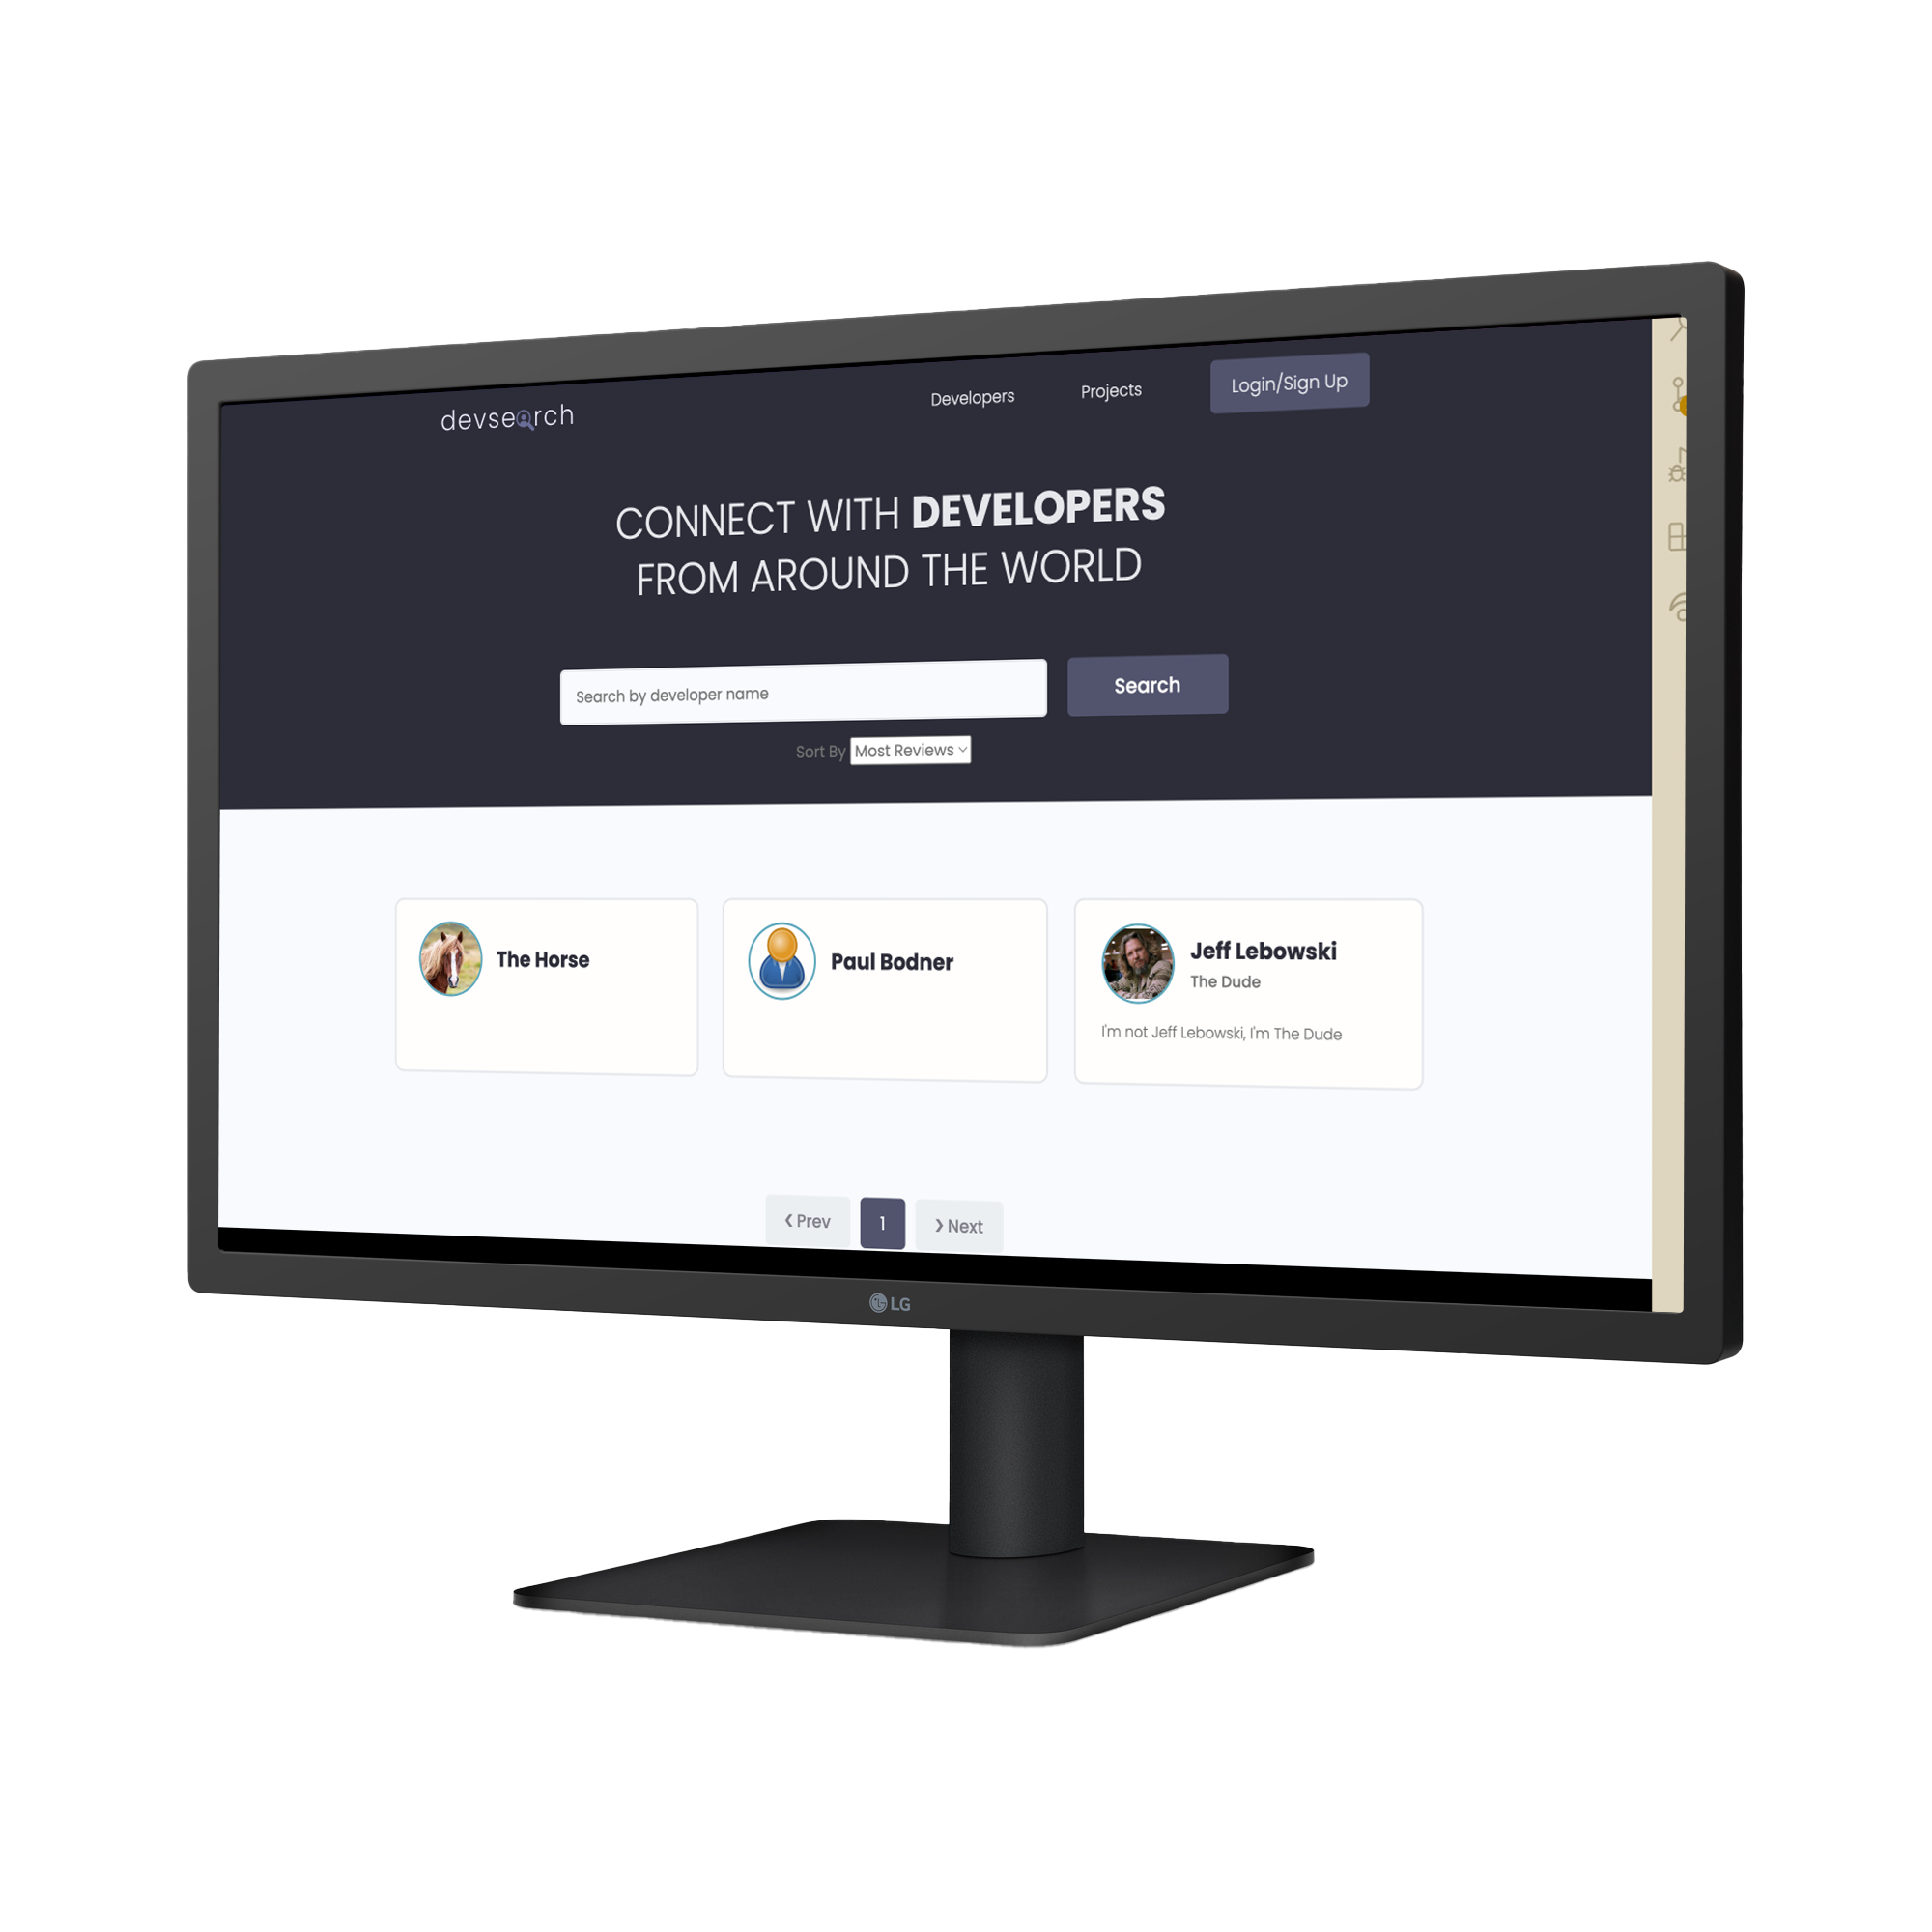 devsearch
Developers
Projects
Login/Sign Up
CONNECT WITH DEVELOPERS
FROM AROUND THE WORLD
Search by developer name
Search
Sort By Most Reviews
The Horse
Paul Bodner
Jeff Lebowski
The Dude
I'm not Jeff Lebowski, I'm The Dude
❮ Prev
1
❯ Next
LG